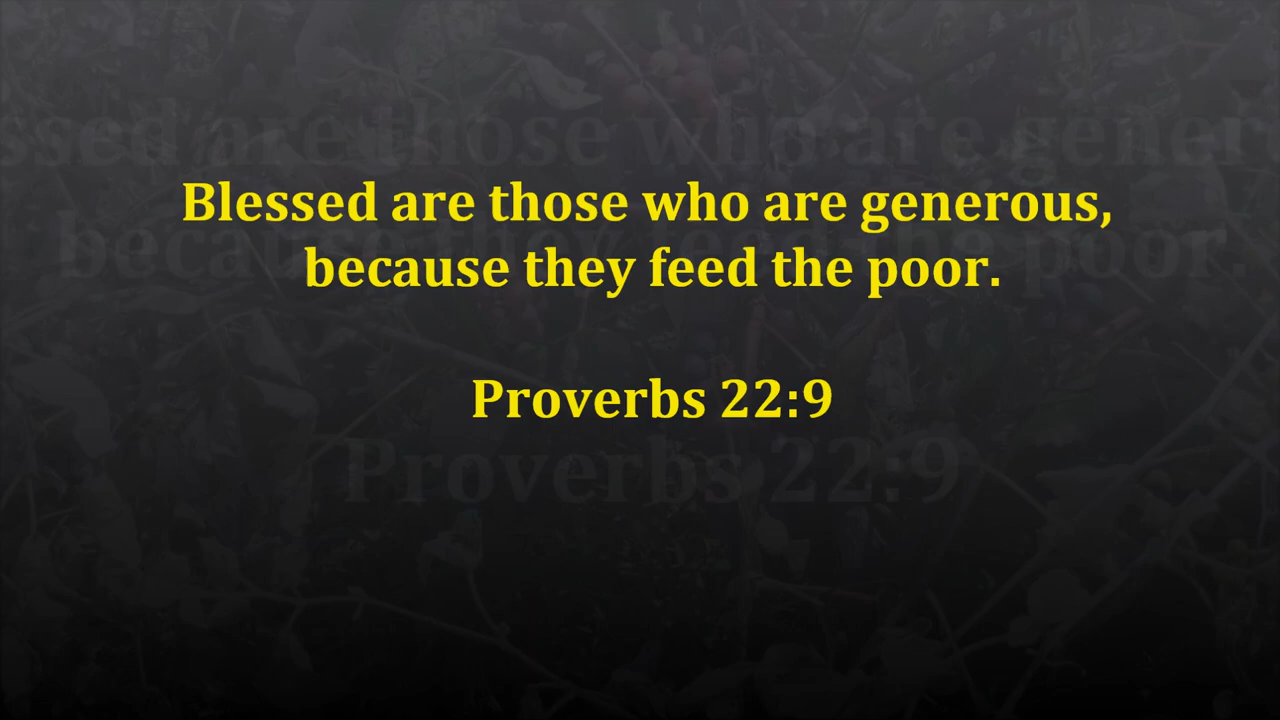 Blessed are those who are generous,
because they feed the poor.
Proverbs 22:9